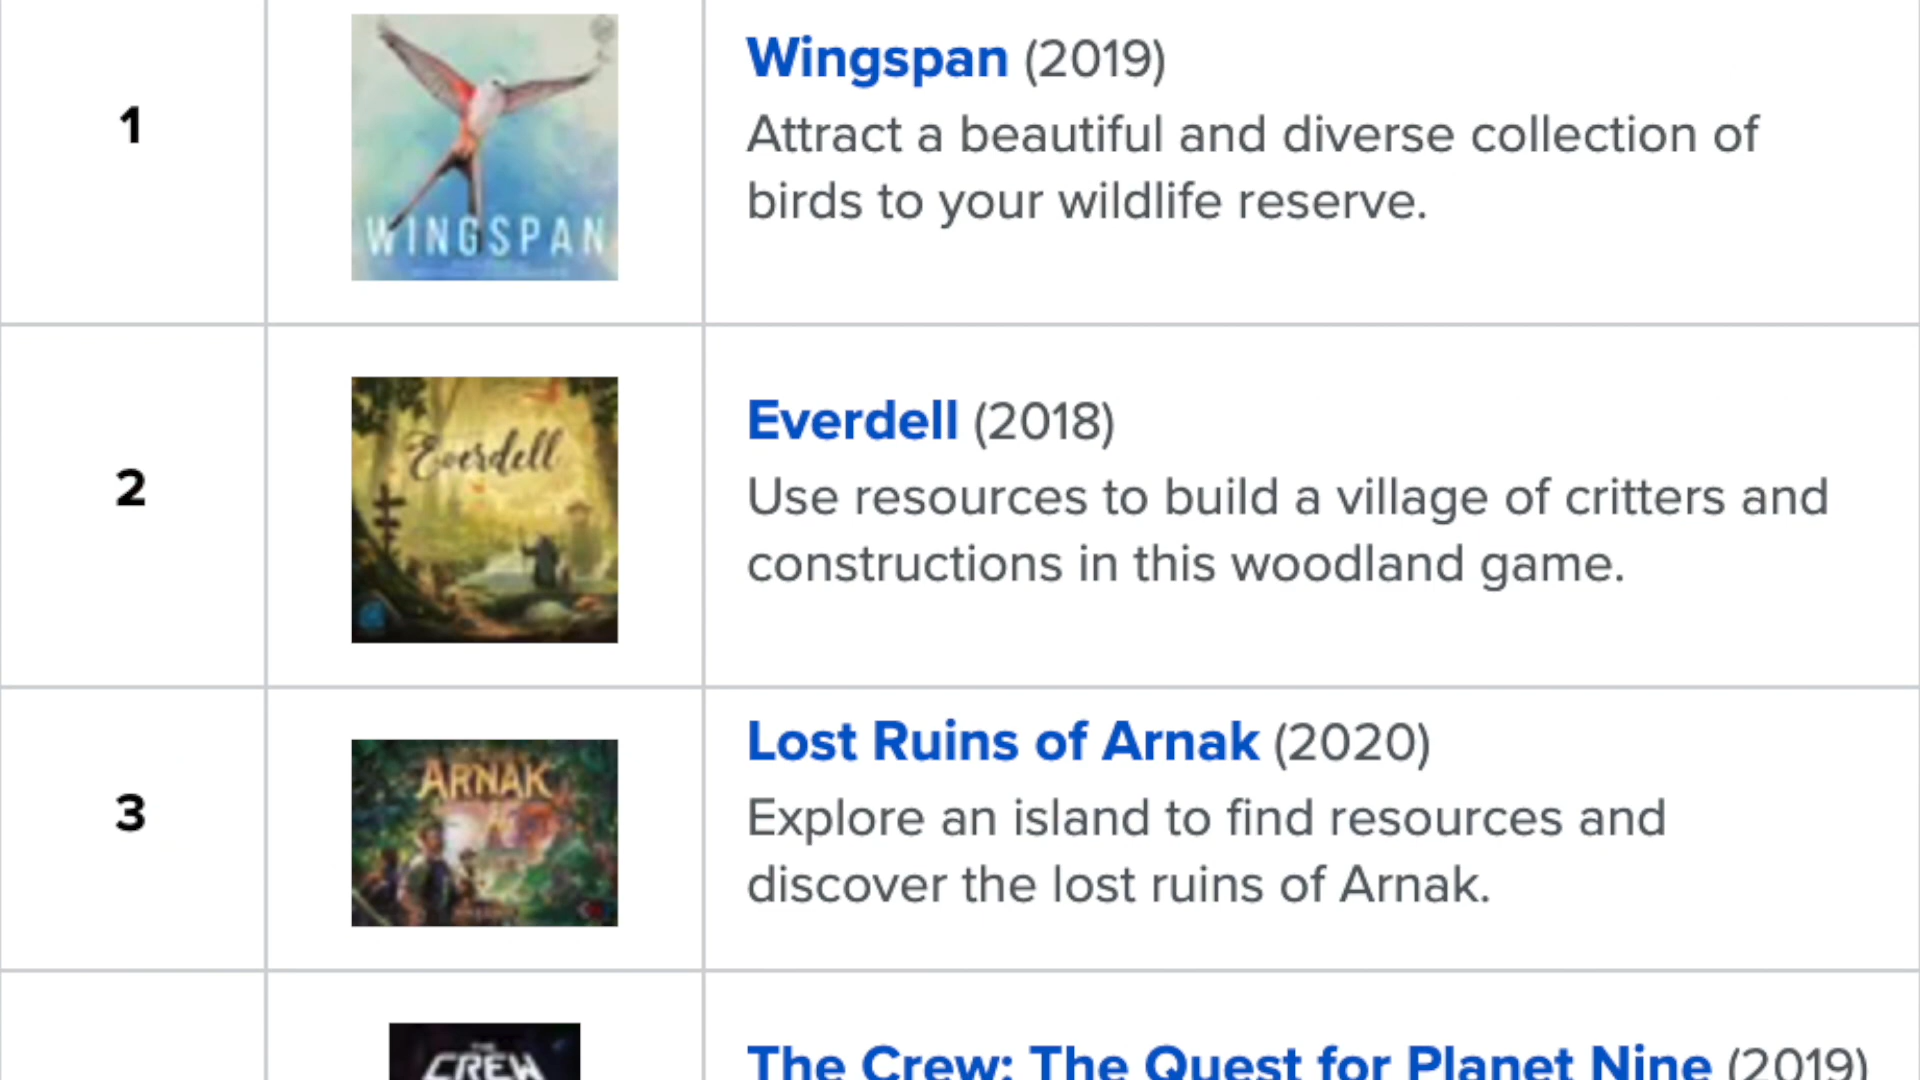 1
WINGSPAN
Wingspan (2019)
Attract a beautiful and diverse collection of
birds to your wildlife reserve.
2
Everdell
Everdell (2018)
Use resources to build a village of critters and
constructions in this woodland game.
3
ARNAK
Lost Ruins of Arnak (2020)
Explore an island to find resources and
discover the lost ruins of Arnak.
THE
CREW
The Crew: The Quest for Planet Nine (2019)